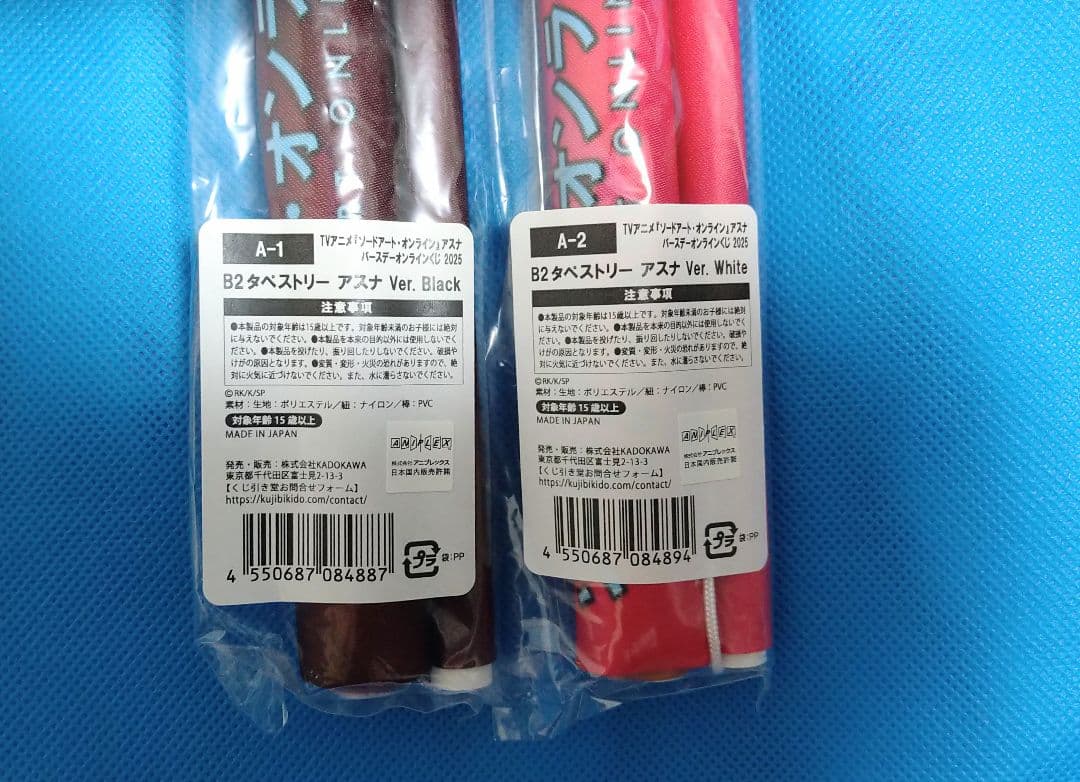 オンラ
ONLI
A-1
TVアニメ『ソードアート・オンライン』アスナ
バースデーオンラインくじ 2025
B2タペストリー アスナ Ver. Black
注意事項
●本製品の対象年齢は15歳以上です。対象年齢未満のお子様には絶対
に与えないでください。●本製品を本来の目的以外には使用しないでく
ださい。●本製品を投げたり、振り回したりしないでください。破損や
けがの原因となります。●変質・変形・火災の恐れがありますので、絶
対に火気に近づけないでください。また、水に濡らさないでください。
©RK/K/SP
素材:生地:ポリエステル/紐:ナイロン/棒:PVC
対象年齢15歳以上
MADE IN JAPAN
ANIPLEX
株式会社アニプレックス
日本国内販売許諾
発売・販売:株式会社KADOKAWA
東京都千代田区富士見2-13-3
【くじ引き堂お問合せフォーム】
https://kujibikido.com/contact/
4 550687 084887
プラ
袋:PP
オンラ
ONLI
A-2
TVアニメ『ソードアート・オンライン』アスナ
バースデーオンラインくじ 2025
B2タペストリー アスナ Ver. White
注意事項
●本製品の対象年齢は15歳以上です。対象年齢未満のお子様には絶対
に与えないでください。●本製品を本来の目的以外には使用しないでく
ださい。●本製品を投げたり、振り回したりしないでください。破損や
けがの原因となります。●変質・変形・火災の恐れがありますので、絶
対に火気に近づけないでください。また、水に濡らさないでください。
©RK/K/SP
素材:生地:ポリエステル/紐:ナイロン/棒:PVC
対象年齢15歳以上
MADE IN JAPAN
ANIPLEX
株式会社アニプレックス
日本国内販売許諾
発売・販売:株式会社KADOKAWA
東京都千代田区富士見2-13-3
【くじ引き堂お問合せフォーム】
https://kujibikido.com/contact/
4 550687 084894
プラ
袋:PP